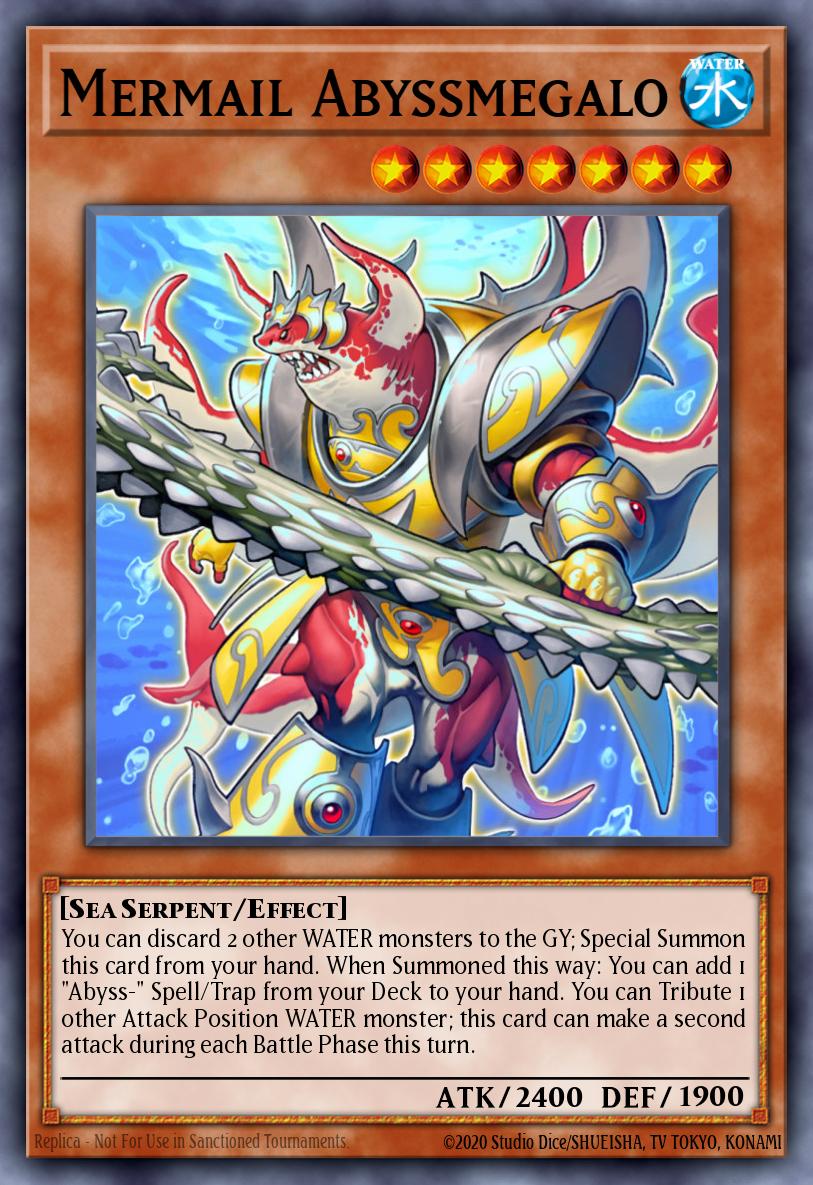 Mermail Abyssmegalo
WATER
水
[Sea Serpent/Effect]
You can discard 2 other WATER monsters to the GY; Special Summon
this card from your hand. When Summoned this way: You can add 1
"Abyss-" Spell/Trap from your Deck to your hand. You can Tribute 1
other Attack Position WATER monster; this card can make a second
attack during each Battle Phase this turn.
ATK/2400 DEF/1900
Replica - Not For Use in Sanctioned Tournaments.
©2020 Studio Dice/SHUEISHA, TV TOKYO, KONAMI